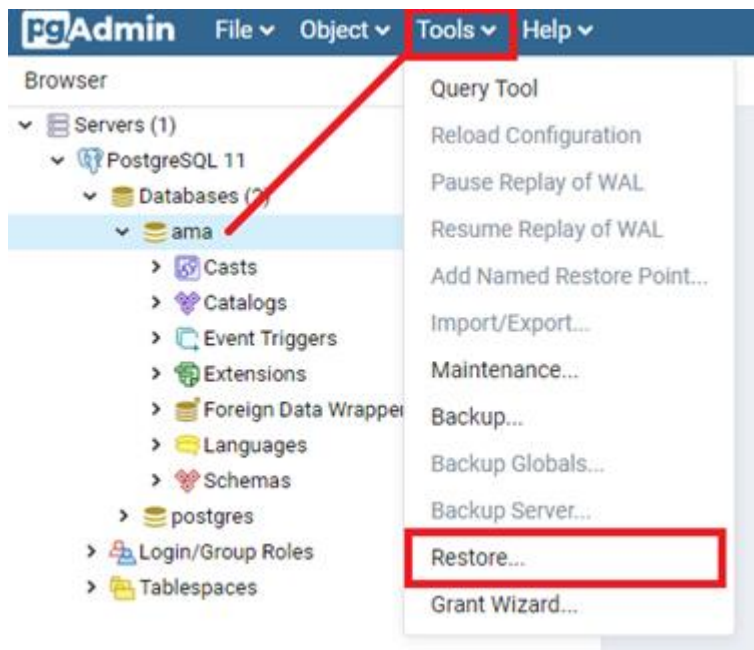 pgAdmin File Object Tools Help
Browser
Servers (1)
PostgreSQL 11
Databases (2)
ama
Casts
Catalogs
Event Triggers
Extensions
Foreign Data Wrapper
Languages
Schemas
postgres
Login/Group Roles
Tablespaces
Query Tool
Reload Configuration
Pause Replay of WAL
Resume Replay of WAL
Add Named Restore Point...
Import/Export...
Maintenance...
Backup...
Backup Globals...
Backup Server...
Restore...
Grant Wizard...